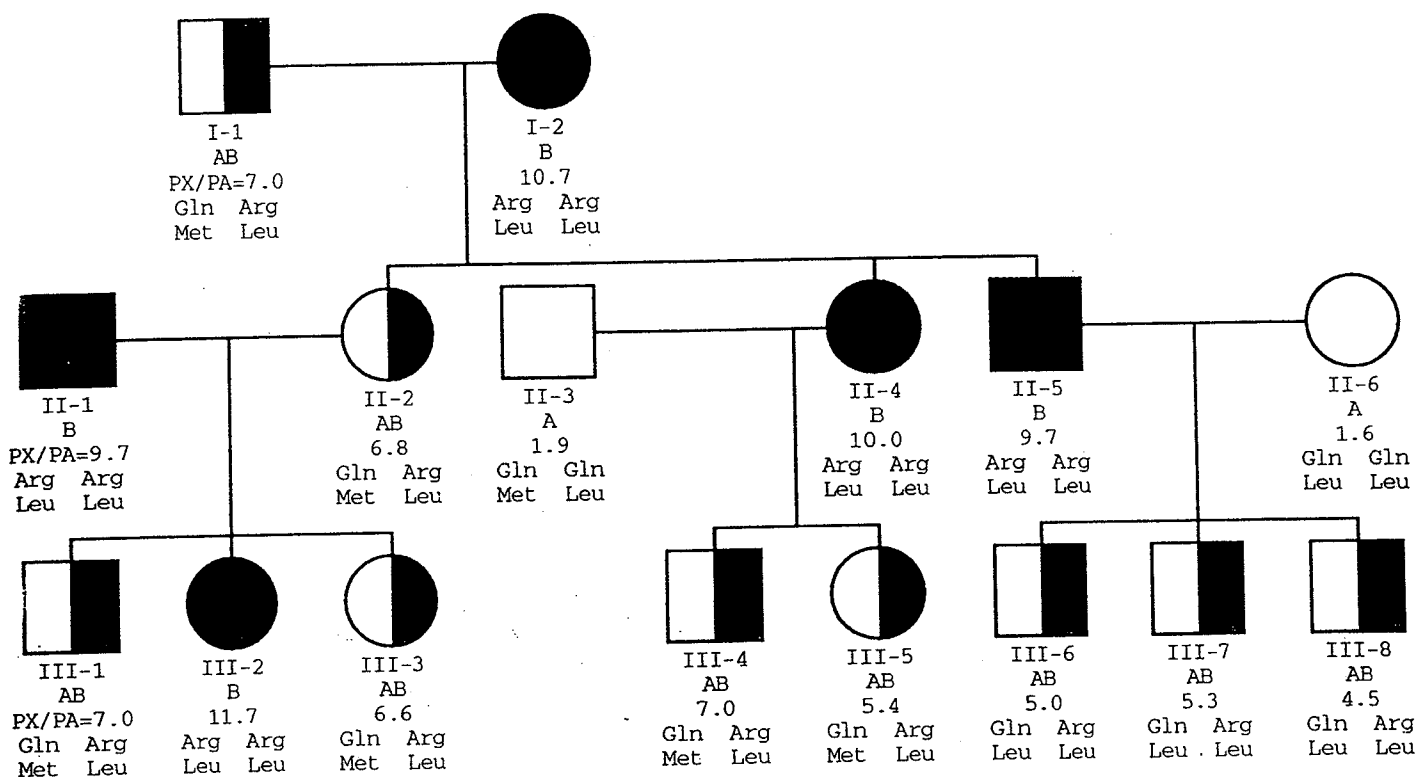 I-1
AB
PX/PA=7.0
Gln Arg
Met Leu
I-2
B
10.7
Arg Arg
Leu Leu
II-1
B
PX/PA=9.7
Arg Arg
Leu Leu
II-2
AB
6.8
Gln Arg
Met Leu
II-3
A
1.9
Gln Gln
Met Leu
II-4
B
10.0
Arg Arg
Leu Leu
II-5
B
9.7
Arg Arg
Leu Leu
II-6
A
1.6
Gln Gln
Leu Leu
III-1
AB
PX/PA=7.0
Gln Arg
Met Leu
III-2
B
11.7
Arg Arg
Leu Leu
III-3
AB
6.6
Gln Arg
Met Leu
III-4
AB
7.0
Gln Arg
Met Leu
III-5
AB
5.4
Gln Arg
Met Leu
III-6
AB
5.0
Gln Arg
Leu Leu
III-7
AB
5.3
Gln Arg
Leu Leu
III-8
AB
4.5
Gln Arg
Leu Leu